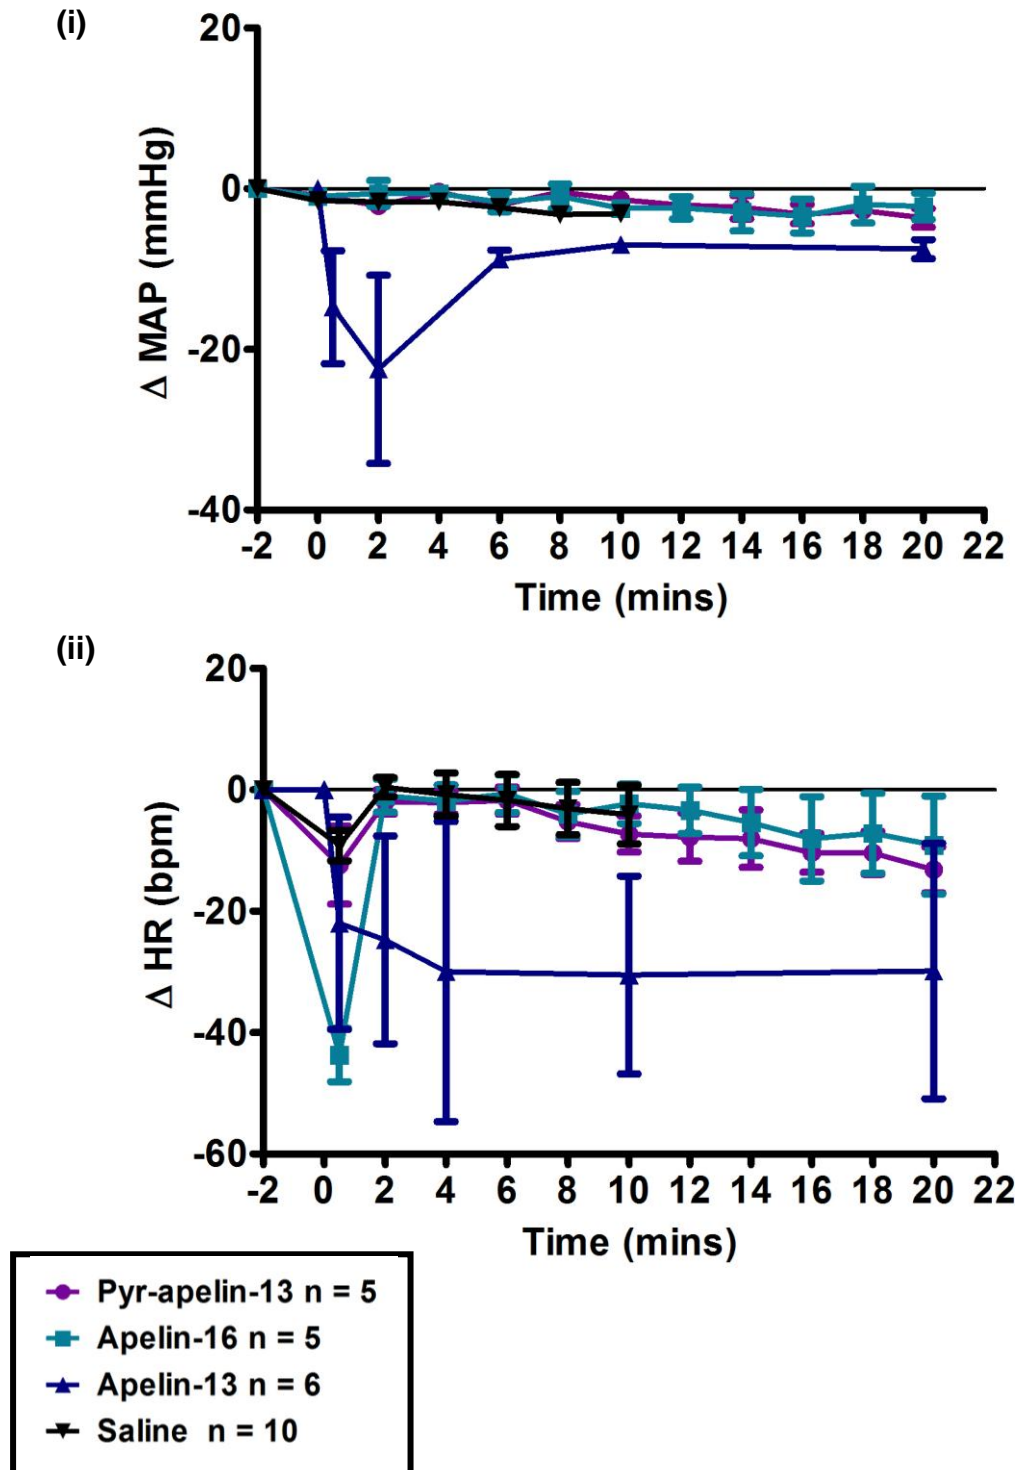 (i)
20
0
-20
-40
Δ MAP (mmHg)
-2 0 2 4 6 8 10 12 14 16 18 20 22
Time (mins)
(ii)
20
0
-20
-40
-60
Δ HR (bpm)
-2 0 2 4 6 8 10 12 14 16 18 20 22
Time (mins)
Pyr-apelin-13 n = 5
Apelin-16 n = 5
Apelin-13 n = 6
Saline n = 10